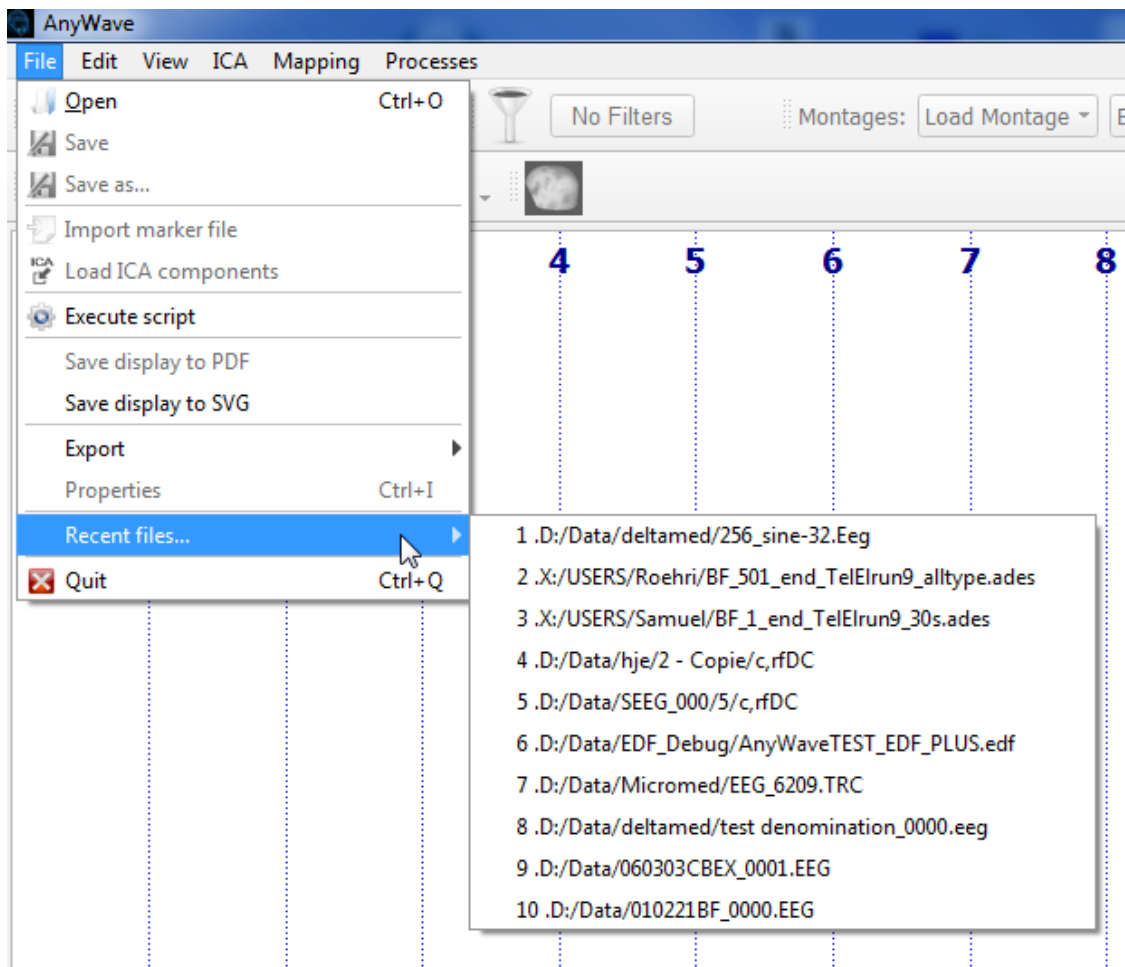 AnyWave
File Edit View ICA Mapping Processes
Open Ctrl+O
No Filters Montages: Load Montage
Save
Save as...
Import marker file
ICA Load ICA components
4 5 6 7 8
Execute script
Save display to PDF
Save display to SVG
Export
Properties Ctrl+I
Recent files...
Quit Ctrl+Q
1 .D:/Data/deltamed/256_sine-32.Eeg
2 .X:/USERS/Roehri/BF_501_end_TelElrun9_alltype.ades
3 .X:/USERS/Samuel/BF_1_end_TelElrun9_30s.ades
4 .D:/Data/hje/2 - Copie/c,rfDC
5 .D:/Data/SEEG_000/5/c,rfDC
6 .D:/Data/EDF_Debug/AnyWaveTEST_EDF_PLUS.edf
7 .D:/Data/Micromed/EEG_6209.TRC
8 .D:/Data/deltamed/test denomination_0000.eeg
9 .D:/Data/060303CBEX_0001.EEG
10 .D:/Data/010221BF_0000.EEG